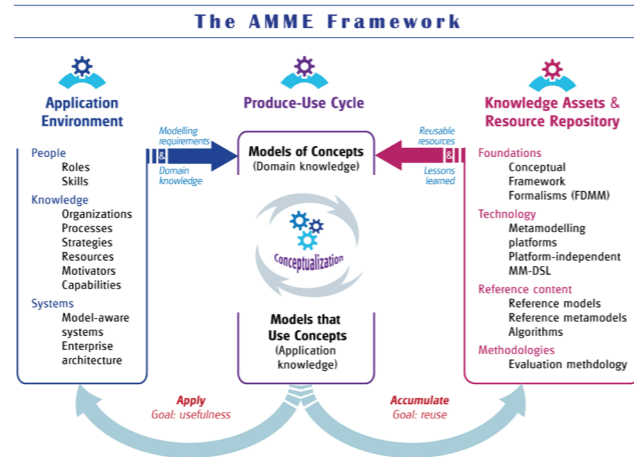 The AMME Framework
Application
Environment
People
Roles
Skills
Knowledge
Organizations
Processes
Strategies
Resources
Motivators
Capabilities
Systems
Model-aware
systems
Enterprise
architecture
Modelling
requirements
&
Domain
knowledge
Produce-Use Cycle
Models of Concepts
(Domain knowledge)
Conceptualization
Models that
Use Concepts
(Application
knowledge)
Reusable
resources
&
Lessons
learned
Knowledge Assets &
Resource Repository
Foundations
Conceptual
Framework
Formalisms (FDMM)
Technology
Metamodelling
platforms
Platform-independent
MM-DSL
Reference content
Reference models
Reference metamodels
Algorithms
Methodologies
Evaluation methdology
Apply
Goal: usefulness
Accumulate
Goal: reuse